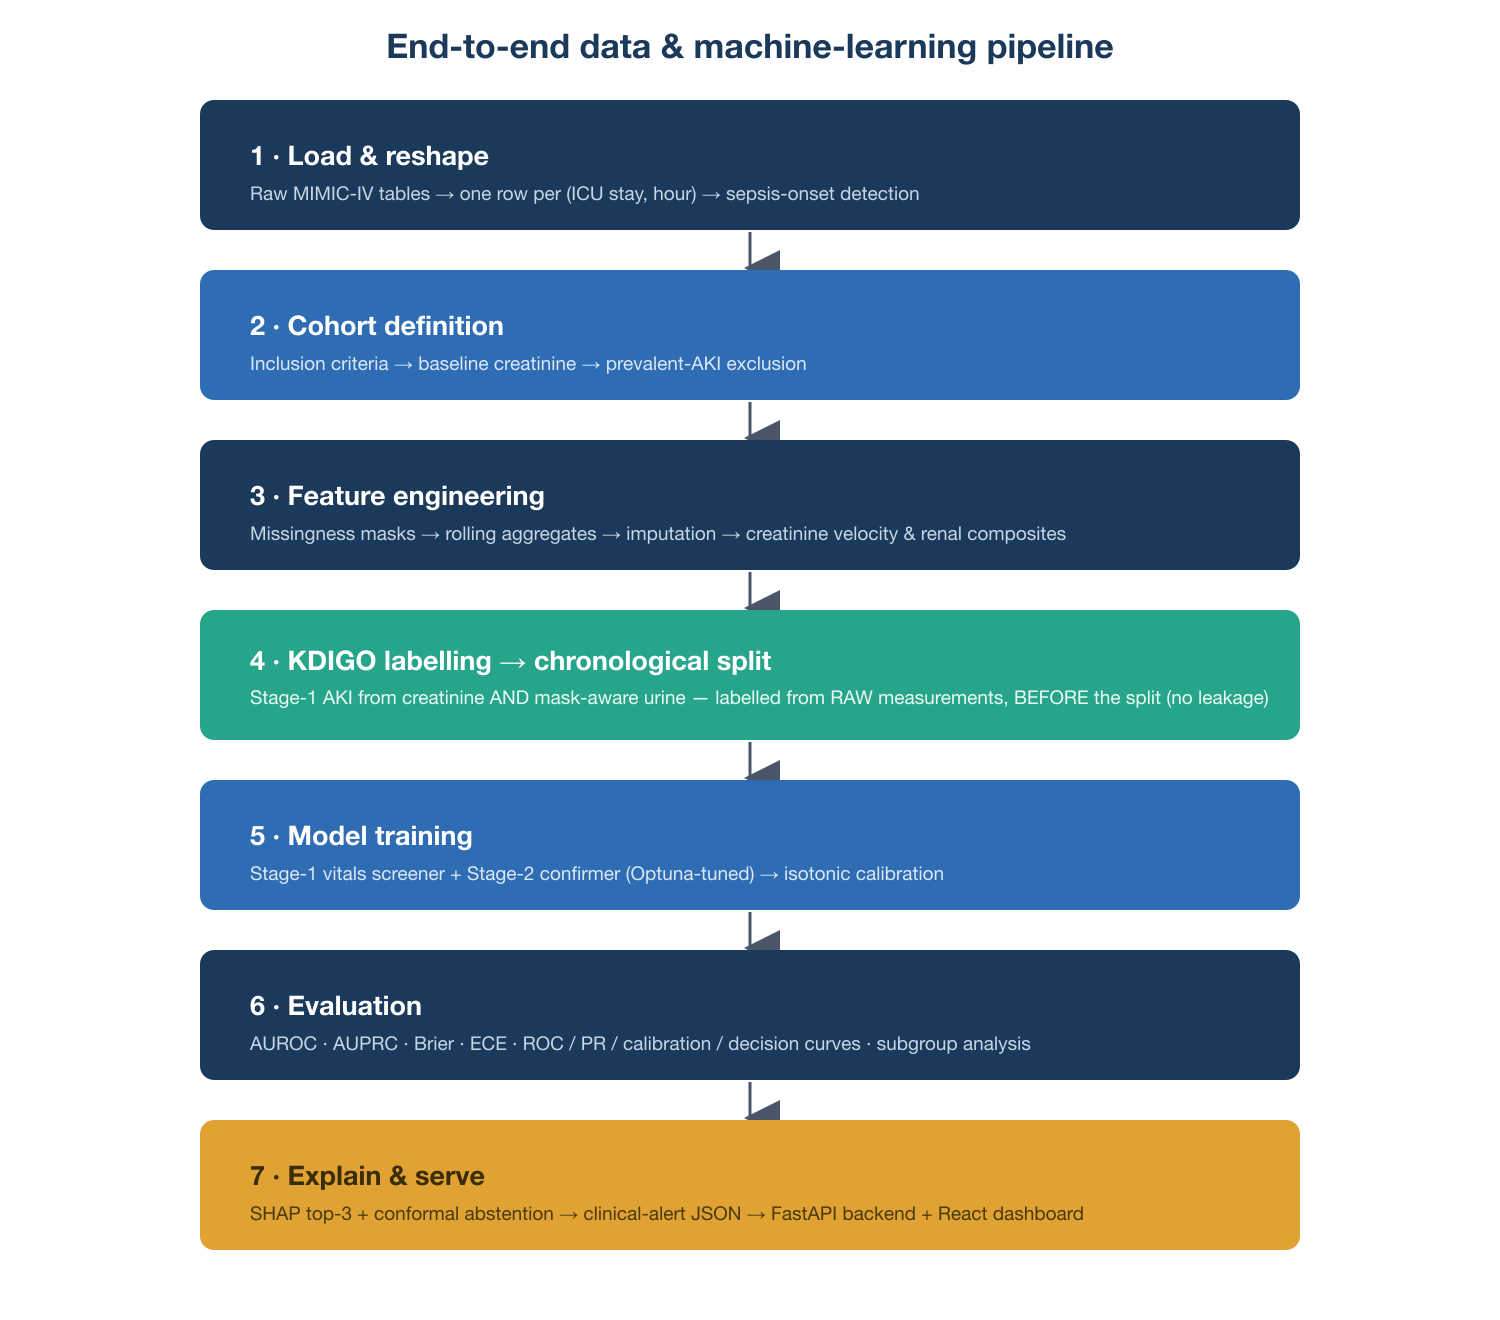 End-to-end data & machine-learning pipeline
1 · Load & reshape
Raw MIMIC-IV tables → one row per (ICU stay, hour) → sepsis-onset detection
2 · Cohort definition
Inclusion criteria → baseline creatinine → prevalent-AKI exclusion
3 · Feature engineering
Missingness masks → rolling aggregates → imputation → creatinine velocity & renal composites
4 · KDIGO labelling → chronological split
Stage-1 AKI from creatinine AND mask-aware urine — labelled from RAW measurements, BEFORE the split (no leakage)
5 · Model training
Stage-1 vitals screener + Stage-2 confirmer (Optuna-tuned) → isotonic calibration
6 · Evaluation
AUROC · AUPRC · Brier · ECE · ROC / PR / calibration / decision curves · subgroup analysis
7 · Explain & serve
SHAP top-3 + conformal abstention → clinical-alert JSON → FastAPI backend + React dashboard